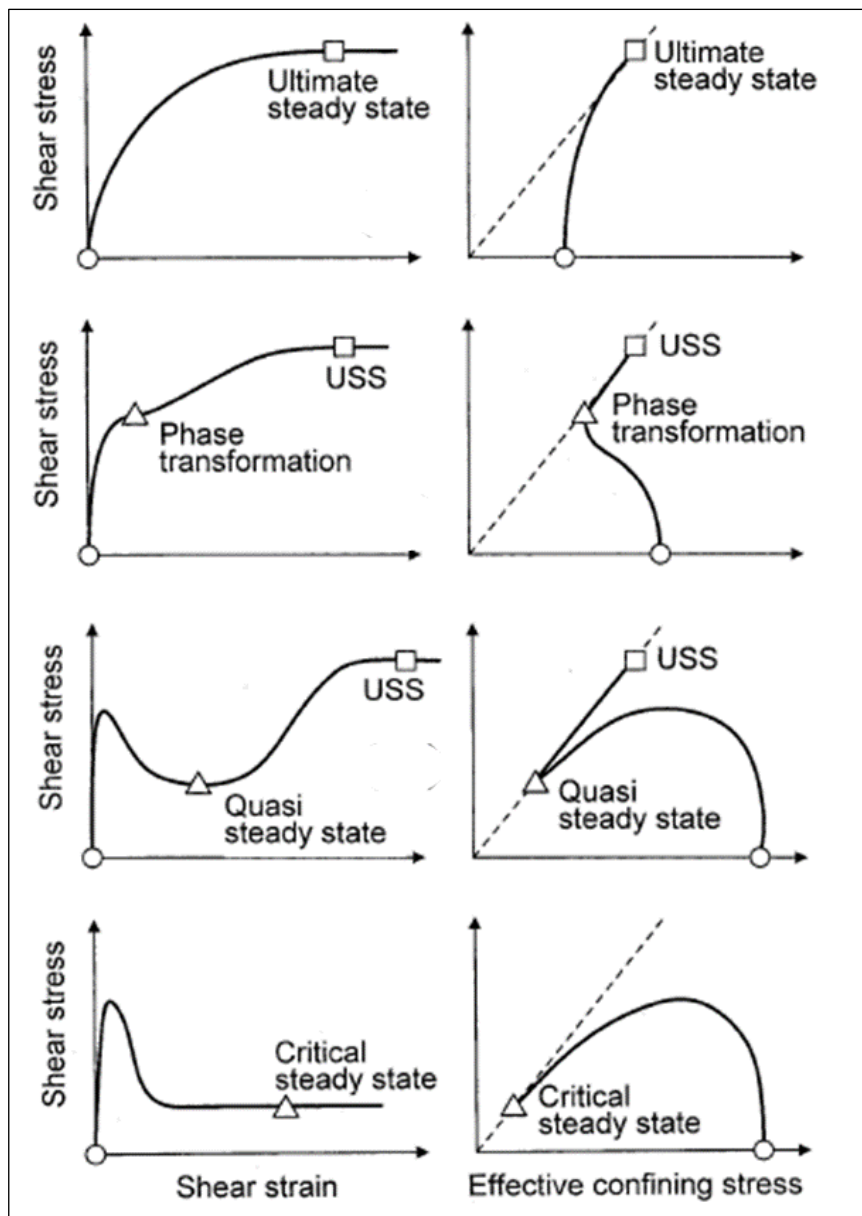 Shear stress
Ultimate
steady state
Ultimate
steady state
Shear stress
USS
Phase
transformation
USS
Phase
transformation
Shear stress
USS
Quasi
steady state
USS
Quasi
steady state
Shear stress
Critical
steady state
Critical
steady state
Shear strain
Effective confining stress